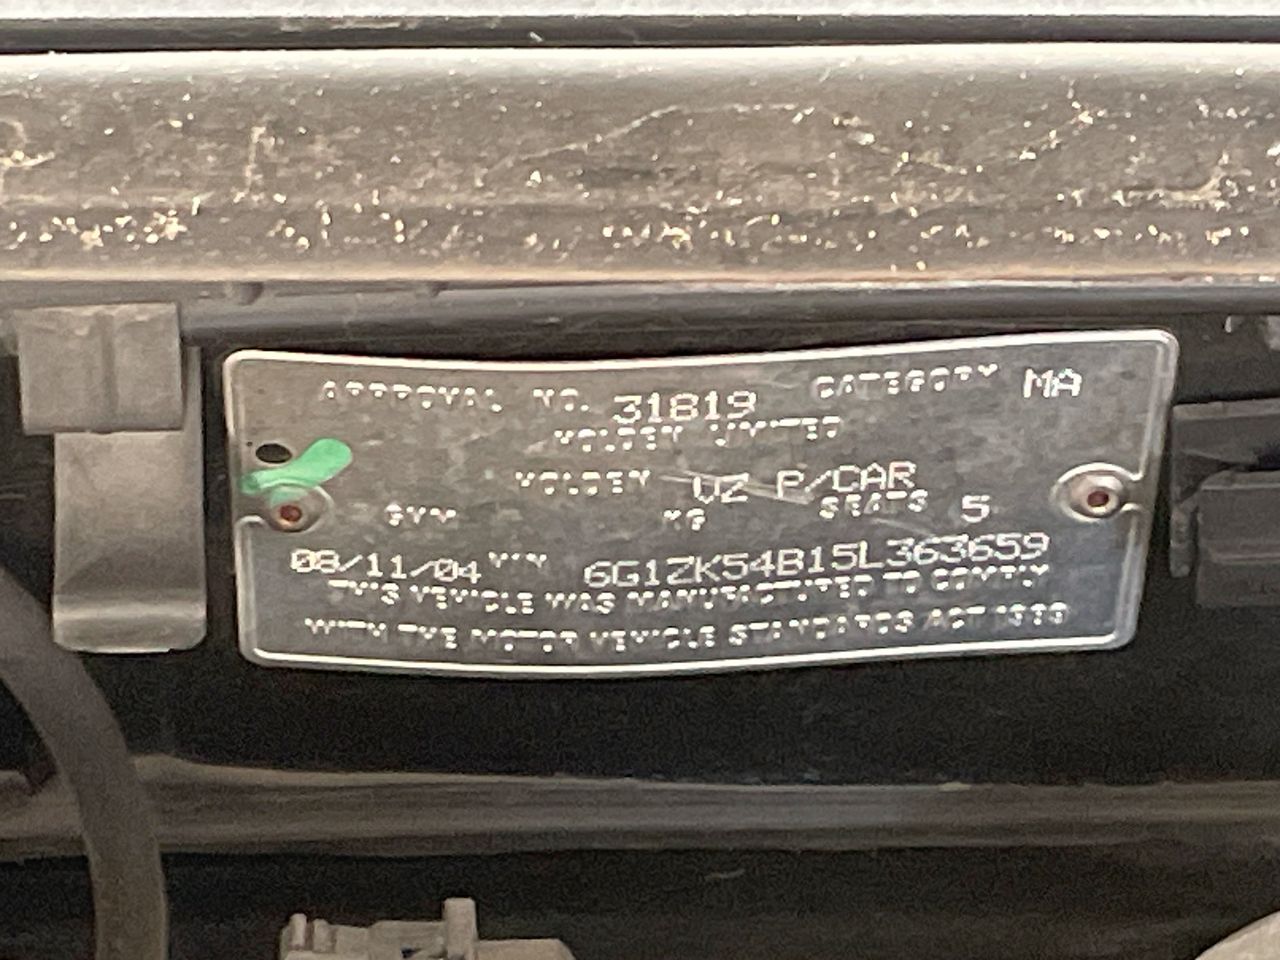 APPROVAL NO. 31819 CATEGORY MA
HOLDEN LIMITED
HOLDEN VZ P/CAR
GVM KG SEATS 5
08/11/04 VIN 6G1ZK54B15L363659
THIS VEHICLE WAS MANUFACTURED TO COMPLY
WITH THE MOTOR VEHICLE STANDARDS ACT 1989